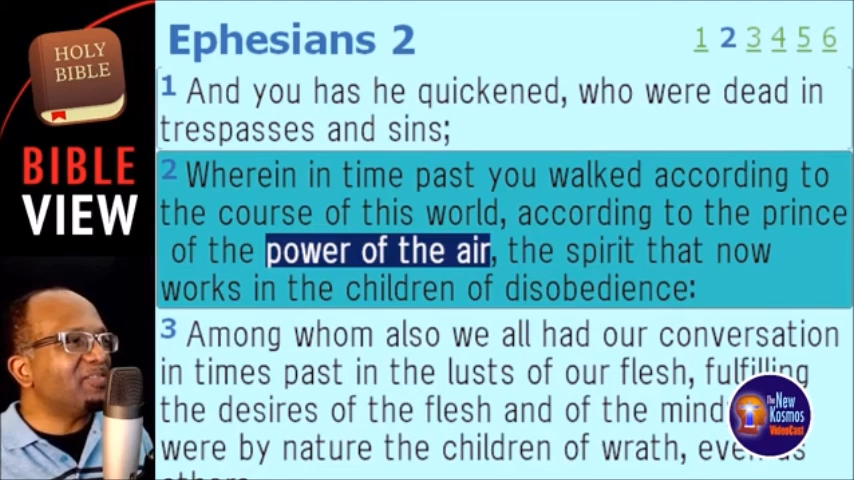 HOLY
BIBLE
BIBLE
VIEW
Ephesians 2
1 2 3 4 5 6
1 And you has he quickened, who were dead in
trespasses and sins;
2 Wherein in time past you walked according to
the course of this world, according to the prince
of the power of the air, the spirit that now
works in the children of disobedience:
3 Among whom also we all had our conversation
in times past in the lusts of our flesh, fulfilling
the desires of the flesh and of the mind
were by nature the children of wrath, even as
The New
Kosmos
VideoCast